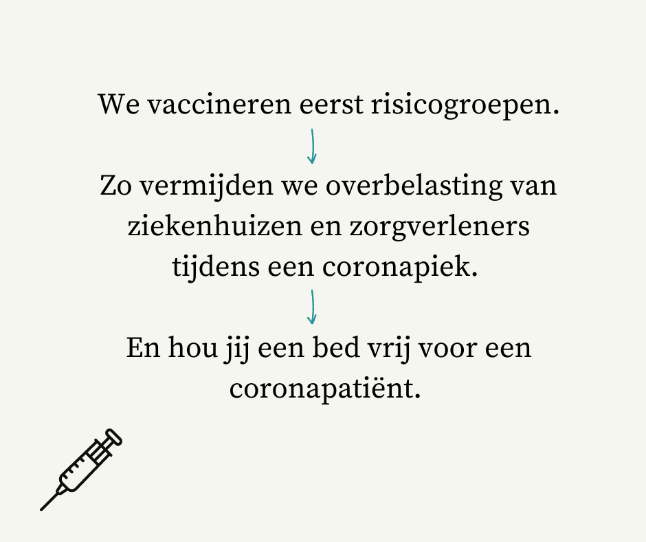 We vaccineren eerst risicogroepen.
Zo vermijden we overbelasting van
ziekenhuizen en zorgverleners
tijdens een coronapiek.
En hou jij een bed vrij voor een
coronapatiënt.